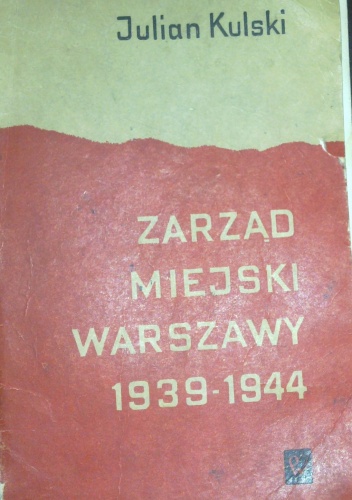 Julian Kulski
ZARZĄD
MIEJSKI
WARSZAWY
1939-1944